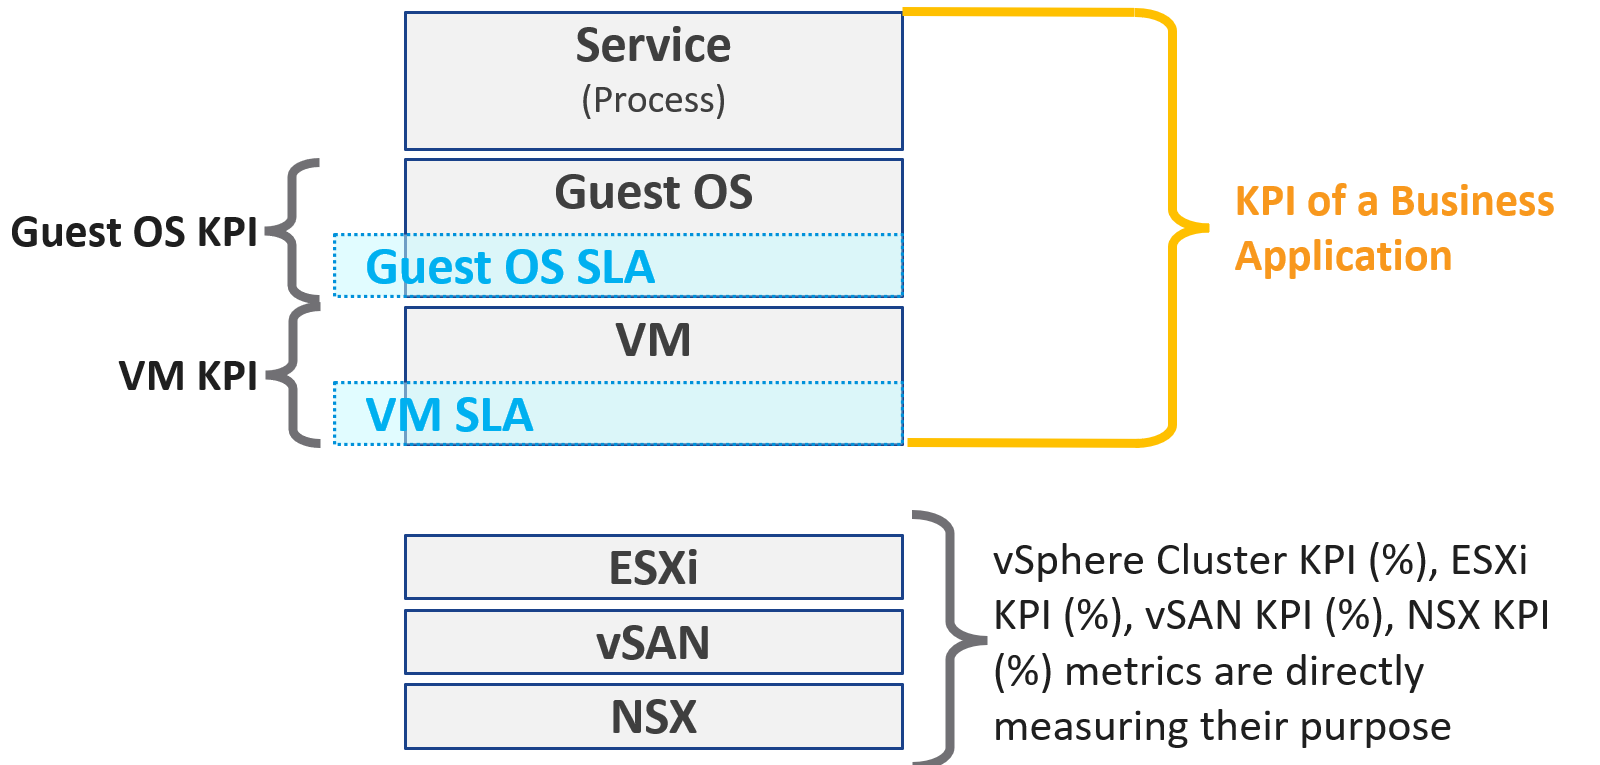 Service
(Process)
Guest OS
Guest OS KPI
Guest OS SLA
VM
VM KPI
VM SLA
KPI of a Business
Application
ESXi
vSAN
NSX
vSphere Cluster KPI (%), ESXi
KPI (%), vSAN KPI (%), NSX KPI
(%) metrics are directly
measuring their purpose